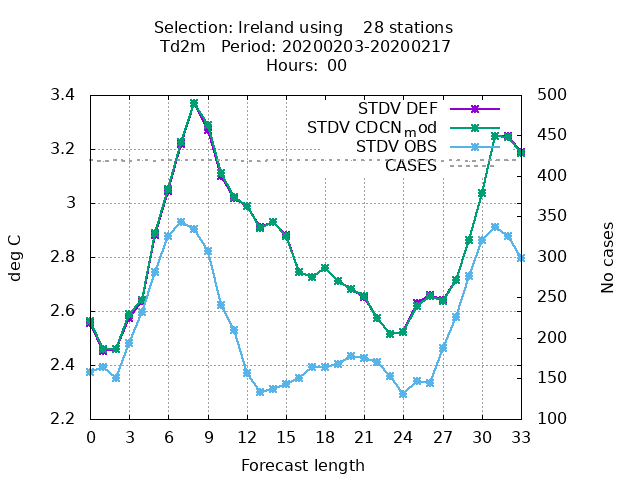 Selection: Ireland using    28 stations
Td2m   Period: 20200203-20200217
Hours:  00
STDV DEF
STDV CDCNmod
STDV OBS
CASES
deg C
No cases
3.4
3.2
3
2.8
2.6
2.4
2.2
500
450
400
350
300
250
200
150
100
0 3 6 9 12 15 18 21 24 27 30 33
Forecast length